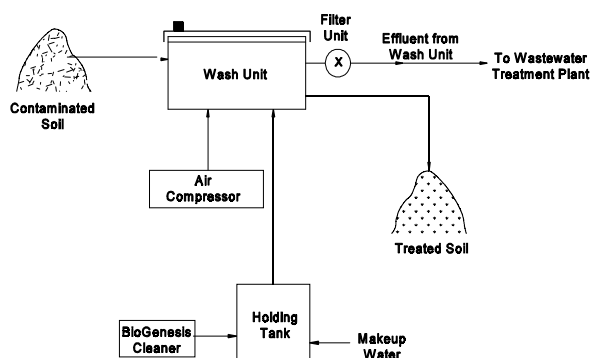 Filter
Unit
Effluent from
Wash Unit
To Wastewater
Treatment Plant
X
Wash Unit
Contaminated
Soil
Air
Compressor
Treated Soil
Holding
Tank
BioGenesis
Cleaner
Makeup
Water